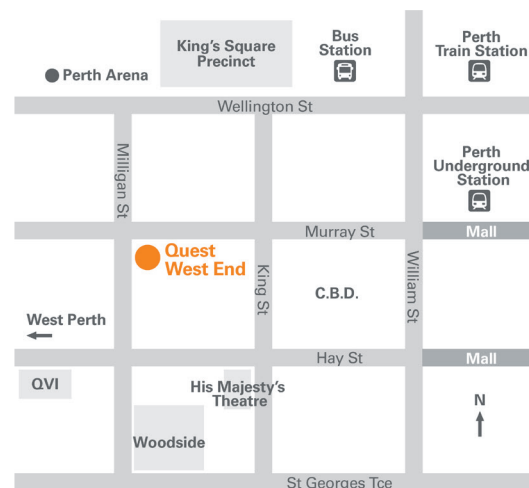 King's Square
Precinct
Bus
Station
Perth
Train Station
Perth Arena
Wellington St
Milligan St
Perth
Underground
Station
Murray St
Mall
Quest
West End
King St
William St
C.B.D.
West Perth
Hay St
Mall
QVI
His Majesty's
Theatre
N
Woodside
St Georges Tce